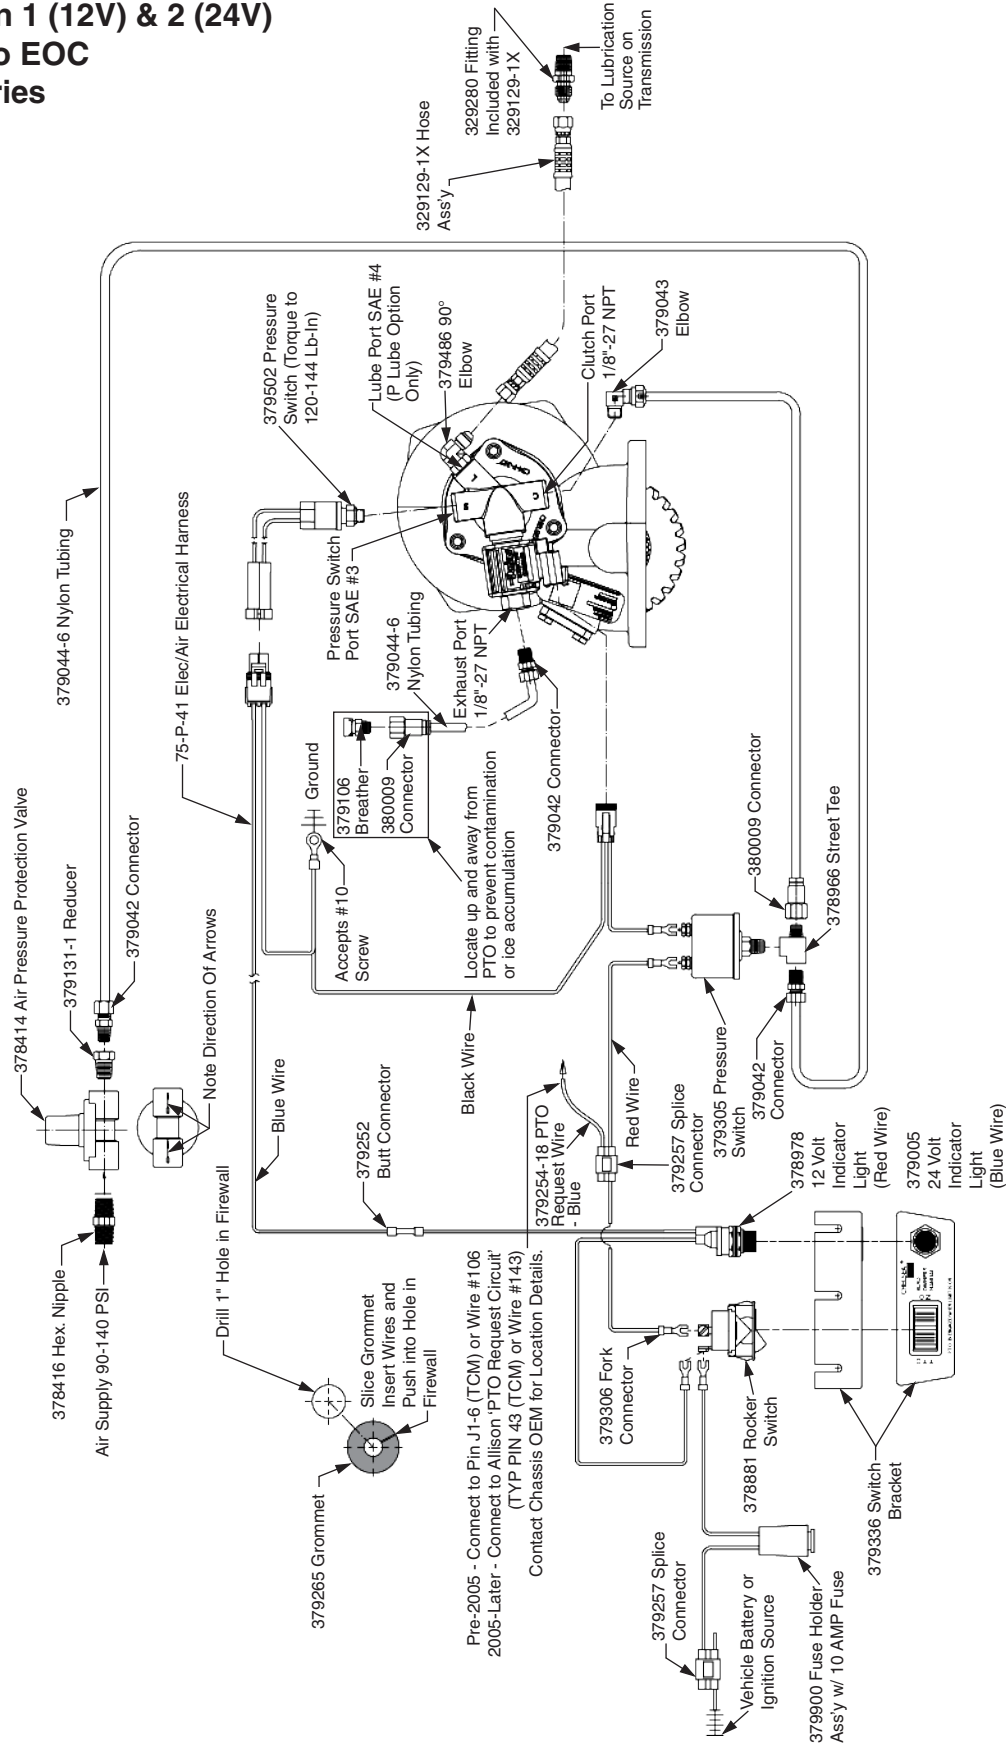 n 1 (12V) & 2 (24V)
o EOC
ries
329280 Fitting
Included with
329129-1X
To Lubrication
Source on
Transmission
329129-1X Hose
Ass'y
379044-6 Nylon Tubing
75-P-41 Elec/Air Electrical Harness
379502 Pressure
Switch (Torque to
120-144 Lb-In)
Lube Port SAE #4
(P Lube Option
Only)
379486 90°
Elbow
Clutch Port
1/8"-27 NPT
379043
Elbow
Pressure Switch
Port SAE #3
379044-6
Nylon Tubing
Exhaust Port
1/8"-27 NPT
379106
Breather
380009
Connector
Ground
Accepts #10
Screw
Locate up and away from
PTO to prevent contamination
or ice accumulation
379042 Connector
378414 Air Pressure Protection Valve
379131-1 Reducer
379042 Connector
Note Direction Of Arrows
378416 Hex. Nipple
Air Supply 90-140 PSI
Blue Wire
Black Wire
379252
Butt Connector
Drill 1" Hole in Firewall
Slice Grommet
Insert Wires and
Push into Hole in
Firewall
379265 Grommet
380009 Connector
378966 Street Tee
379305 Pressure
Switch
379042
Connector
Red Wire
379257 Splice
Connector
379254-18 PTO
Request Wire
- Blue
Pre-2005 - Connect to Pin J1-6 (TCM) or Wire #106
2005-Later - Connect to Allison 'PTO Request Circuit'
(TYP PIN 43 (TCM) or Wire #143)
Contact Chassis OEM for Location Details.
378978
12 Volt
Indicator
Light
(Red Wire)
379005
24 Volt
Indicator
Light
(Blue Wire)
379306 Fork
Connector
378881 Rocker
Switch
379336 Switch
Bracket
379257 Splice
Connector
Vehicle Battery or
Ignition Source
379900 Fuse Holder
Ass'y w/ 10 AMP Fuse